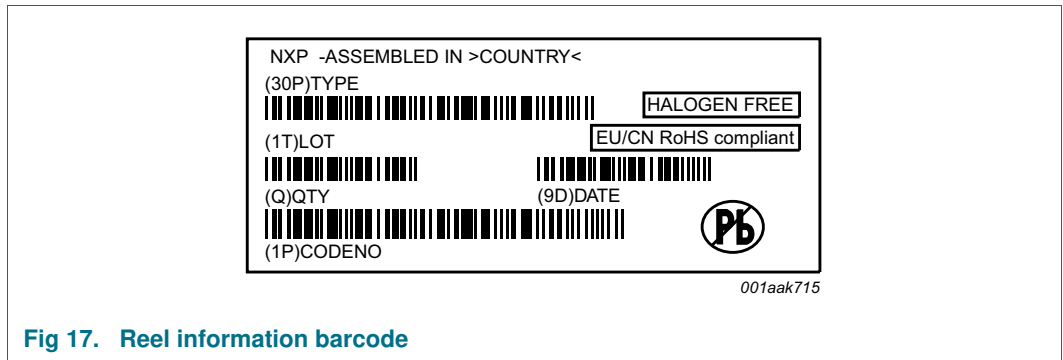 NXP -ASSEMBLED IN >COUNTRY<
(30P)TYPE
HALOGEN FREE
(1T)LOT
EU/CN RoHS compliant
(Q)QTY
(9D)DATE
Pb
(1P)CODENO
001aak715
Fig 17. Reel information barcode